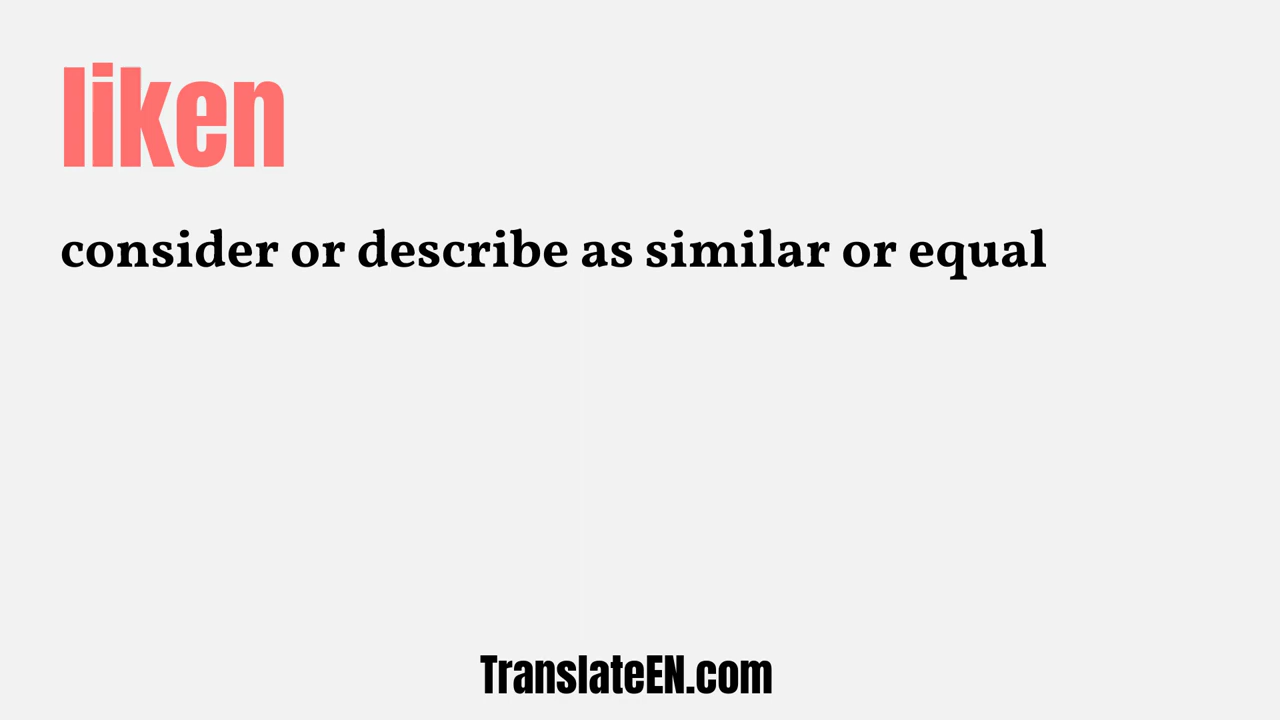 liken
consider or describe as similar or equal
TranslateEN.com